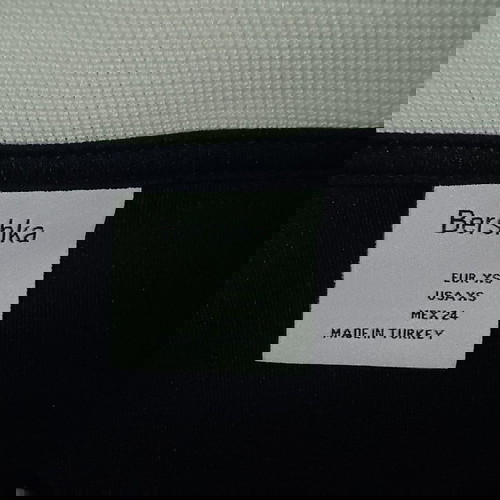 Bershka
EUR XS
USA XS
MEX 24
MADE IN TURKEY